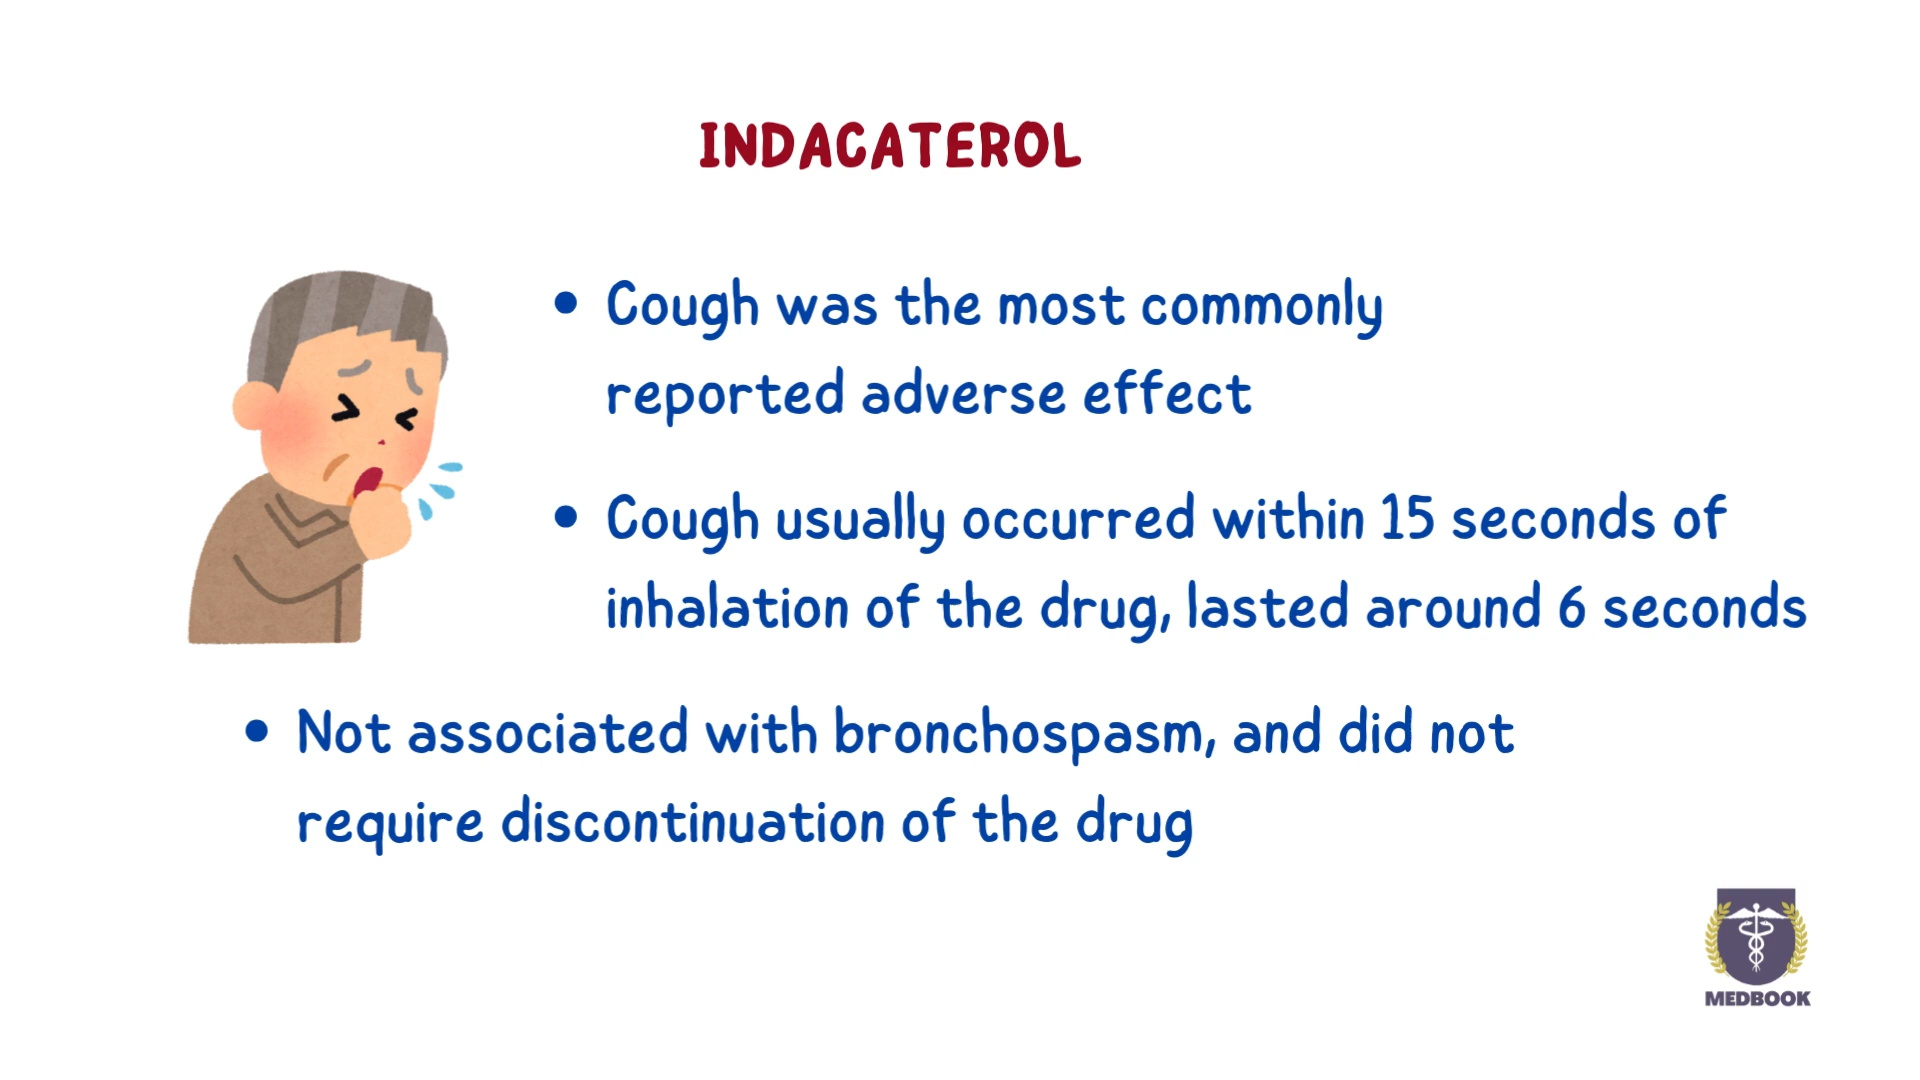 INDACATEROL
• Cough was the most commonly
reported adverse effect
• Cough usually occurred within 15 seconds of
inhalation of the drug, lasted around 6 seconds
• Not associated with bronchospasm, and did not
require discontinuation of the drug
MEDBOOK